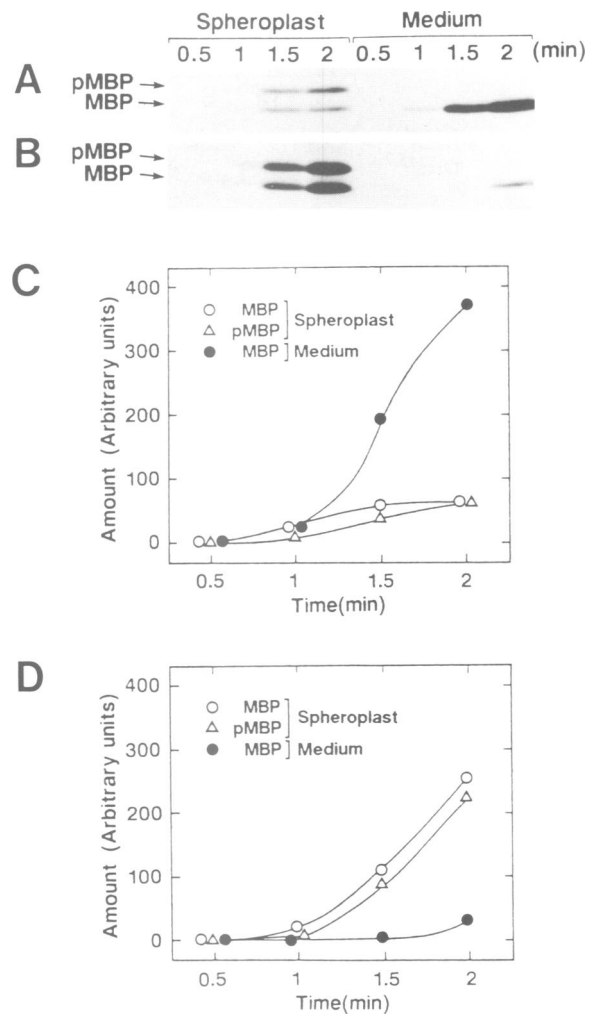 Spheroplast Medium
0.5 1 1.5 2 0.5 1 1.5 2 (min)
A
pMBP
MBP
B
pMBP
MBP
C
400
300
200
100
0
Amount (Arbitrary units)
MBP
pMBP
Spheroplast
MBP
Medium
0.5 1 1.5 2
Time(min)
D
400
300
200
100
0
Amount (Arbitrary units)
MBP
pMBP
Spheroplast
MBP
Medium
0.5 1 1.5 2
Time(min)